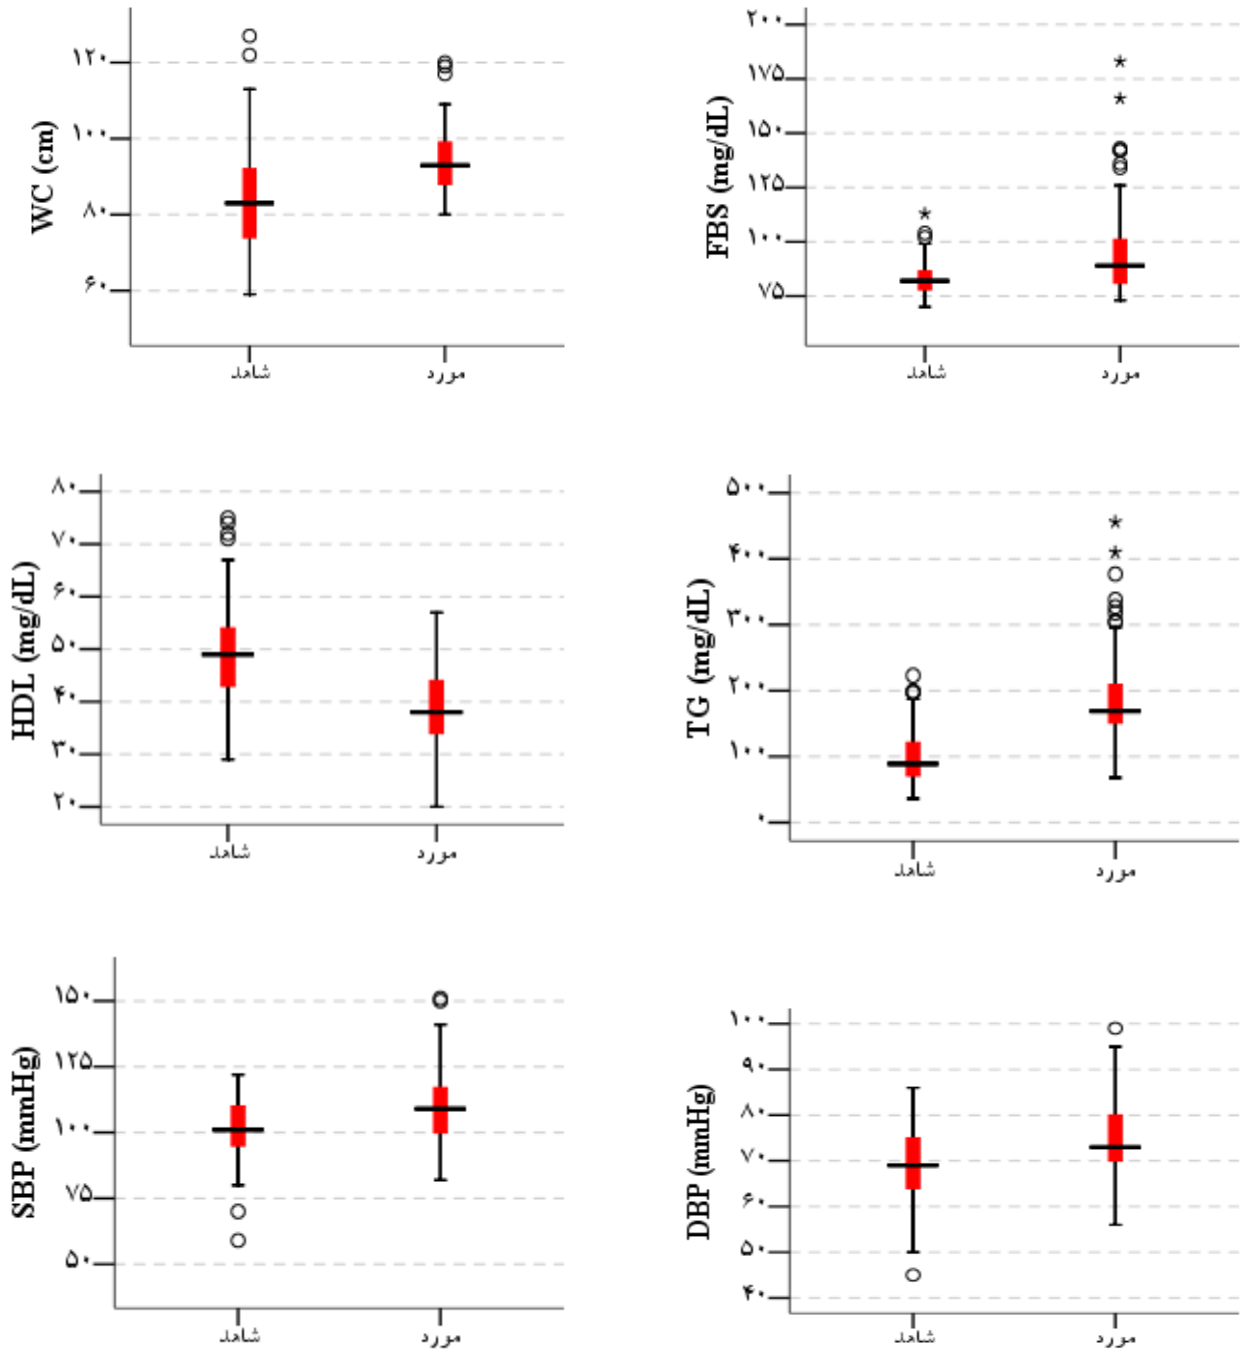 WC (cm)
۱۲۰
۱۰۰
۸۰
۶۰
شاهد
مورد
FBS (mg/dL)
۲۰۰
۱۷۵
۱۵۰
۱۲۵
۱۰۰
۷۵
شاهد
مورد
HDL (mg/dL)
۸۰
۷۰
۶۰
۵۰
۴۰
۳۰
۲۰
شاهد
مورد
TG (mg/dL)
۵۰۰
۴۰۰
۳۰۰
۲۰۰
۱۰۰
۰
شاهد
مورد
SBP (mmHg)
۱۵۰
۱۲۵
۱۰۰
۷۵
۵۰
شاهد
مورد
DBP (mmHg)
۱۰۰
۹۰
۸۰
۷۰
۶۰
۵۰
۴۰
شاهد
مورد